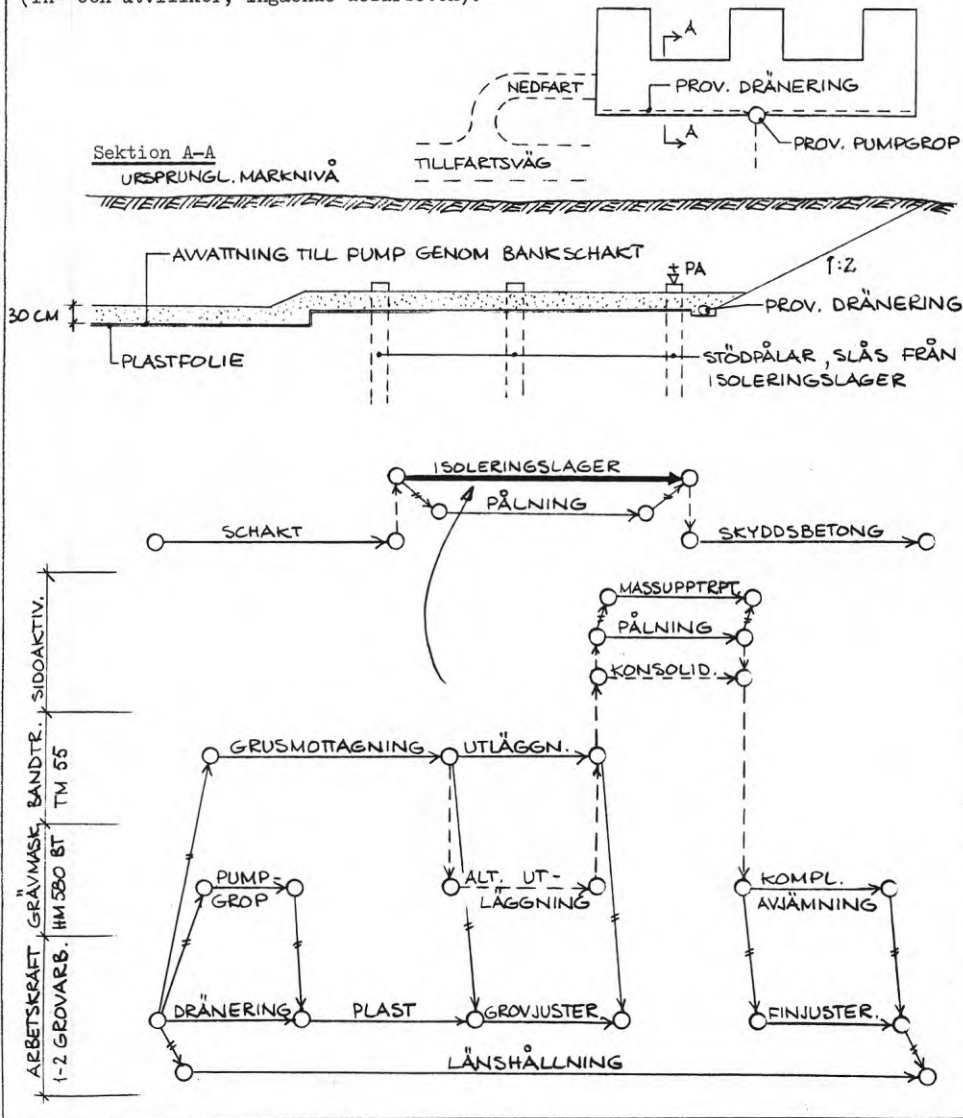 (in- och utvillkor, ingående delarbeten).
A
NEDFART
PROV. DRÄNERING
A
PROV. PUMPGROP
Sektion A-A
TILLFARTSVÄG
URSPRUNGL. MARKNIVÅ
AVVATTNING TILL PUMP GENOM BANKSCHAKT
± PA
1:2
30 CM
PROV. DRÄNERING
PLASTFOLIE
STÖDPÅLAR, SLÅS FRÅN
ISOLERINGSLAGER
ISOLERINGSLAGER
PÅLNING
SCHAKT
SKYDDSBETONG
SIDOAKTIV.
MASSUPPTRPT.
PÅLNING
KONSOLID.
BANDTR.
TM 55
GRUSMOTTAGNING
UTLÄGGN.
GRÄVMASK.
HM 580 BT
PUMP-
GROP
ALT. UT-
LÄGGNING
KOMPL.
AVJÄMNING
ARBETSKRAFT
1-2 GROVARB.
DRÄNERING
PLAST
GROVJUSTER.
FINJUSTER.
LÄNSHÅLLNING